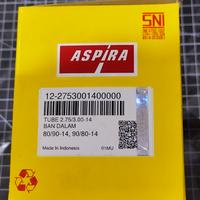 SNI
ASPIRA
12-2753001400000
TUBE 2.75/3.00-14
BAN DALAM
80/90-14, 90/80-14
Made In Indonesia
01MU